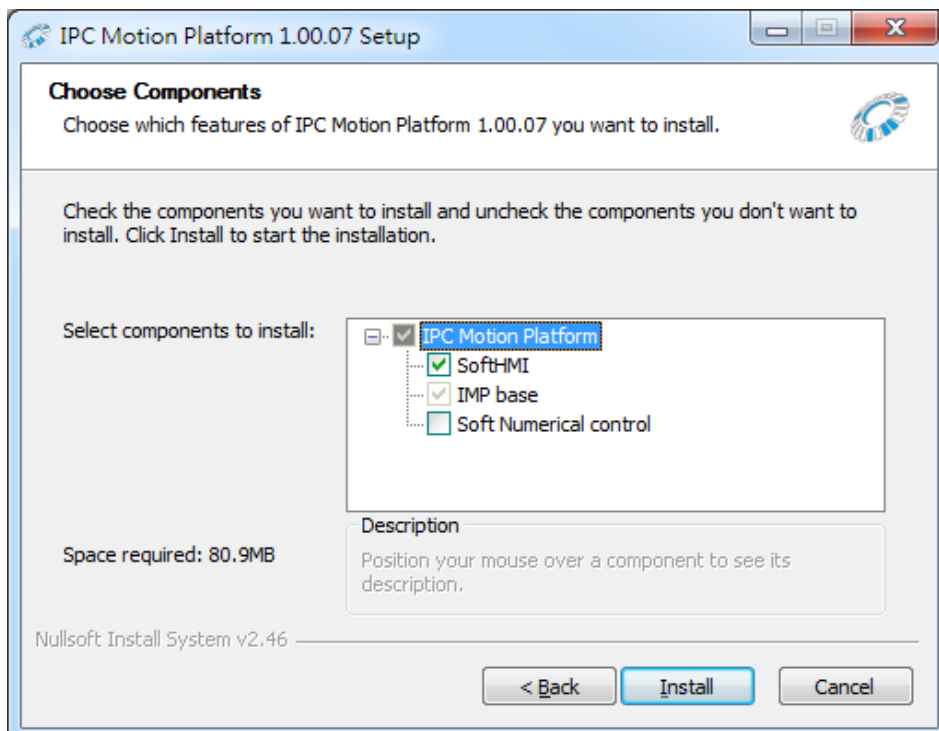 IPC Motion Platform 1.00.07 Setup
Choose Components
Choose which features of IPC Motion Platform 1.00.07 you want to install.
Check the components you want to install and uncheck the components you don't want to
install. Click Install to start the installation.
Select components to install:
IPC Motion Platform
SoftHMI
IMP base
Soft Numerical control
Space required: 80.9MB
Description
Position your mouse over a component to see its
description.
Nullsoft Install System v2.46
< Back
Install
Cancel